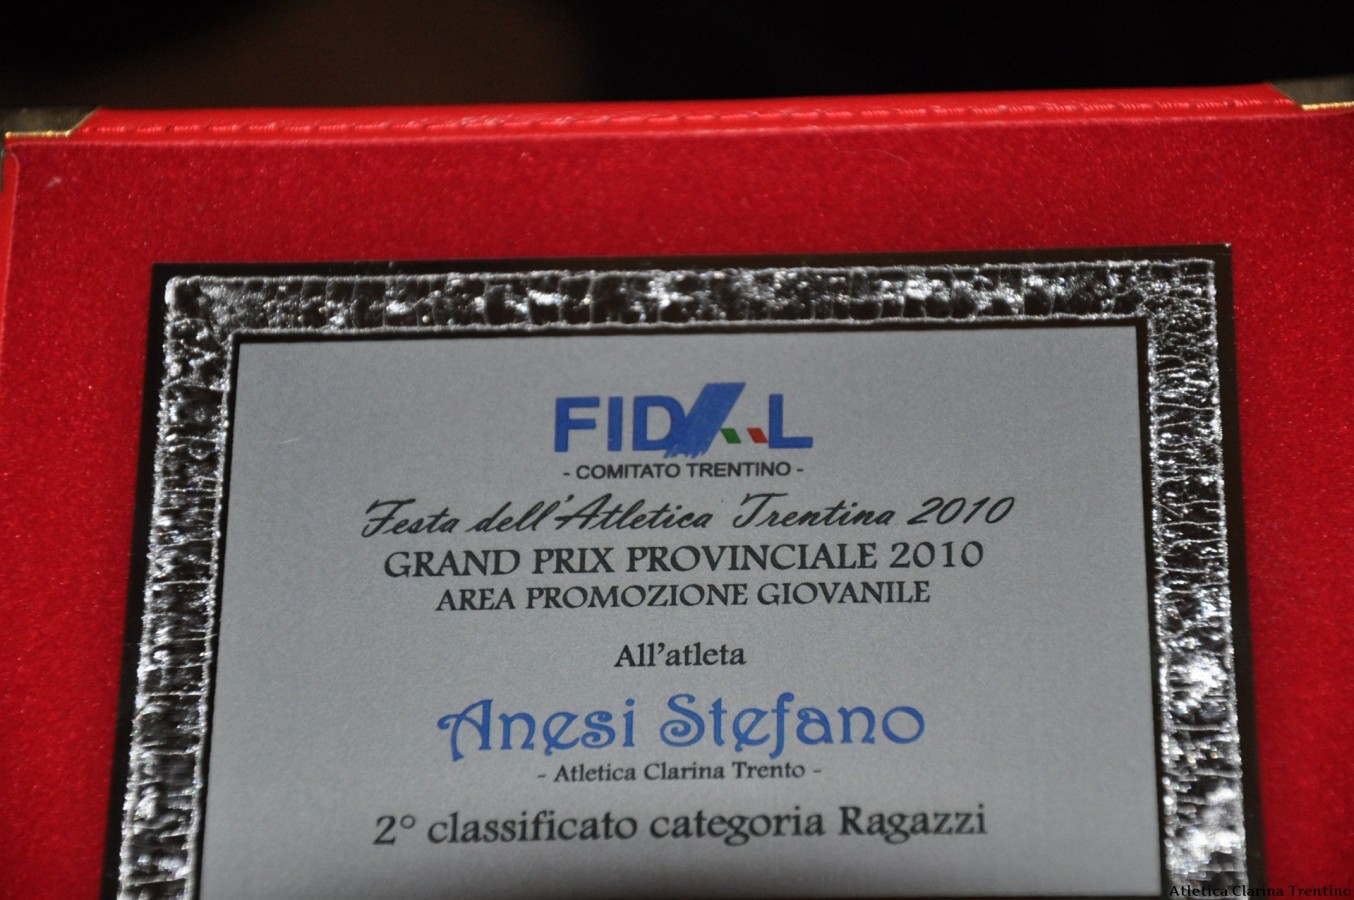 FIDAL
- COMITATO TRENTINO -
Festa dell'Atletica Trentina 2010
GRAND PRIX PROVINCIALE 2010
AREA PROMOZIONE GIOVANILE
All'atleta
Anesi Stefano
- Atletica Clarina Trento -
2° classificato categoria Ragazzi
Atletica Clarina Trentino